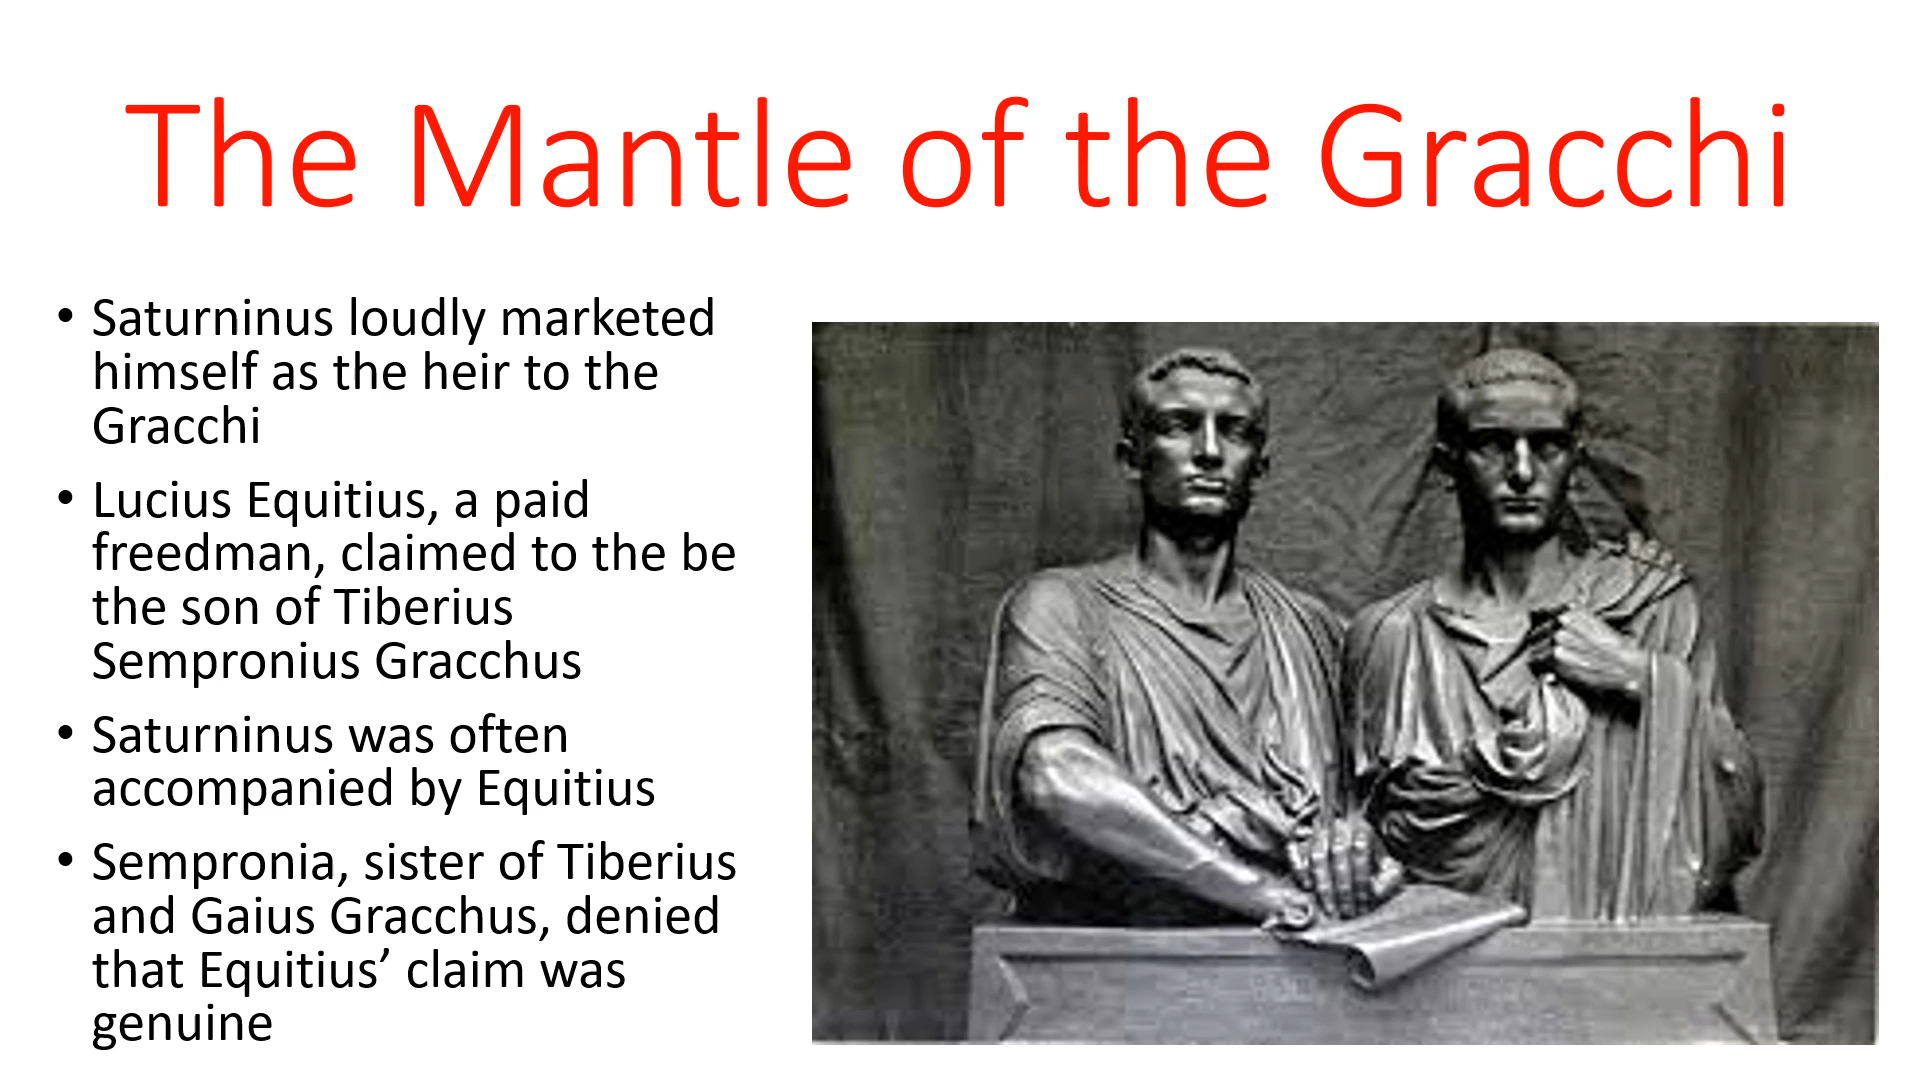 The Mantle of the Gracchi
• Saturninus loudly marketed
himself as the heir to the
Gracchi
• Lucius Equitius, a paid
freedman, claimed to the be
the son of Tiberius
Sempronius Gracchus
• Saturninus was often
accompanied by Equitius
• Sempronia, sister of Tiberius
and Gaius Gracchus, denied
that Equitius’ claim was
genuine